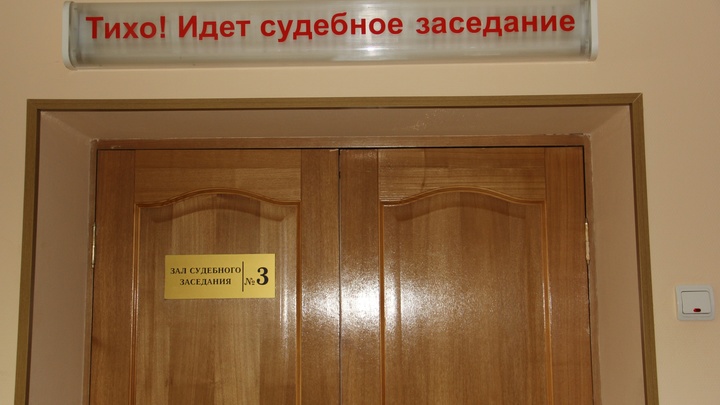 Тихо! Идет судебное заседание
ЗАЛ СУДЕБНОГО
ЗАСЕДАНИЯ
№3